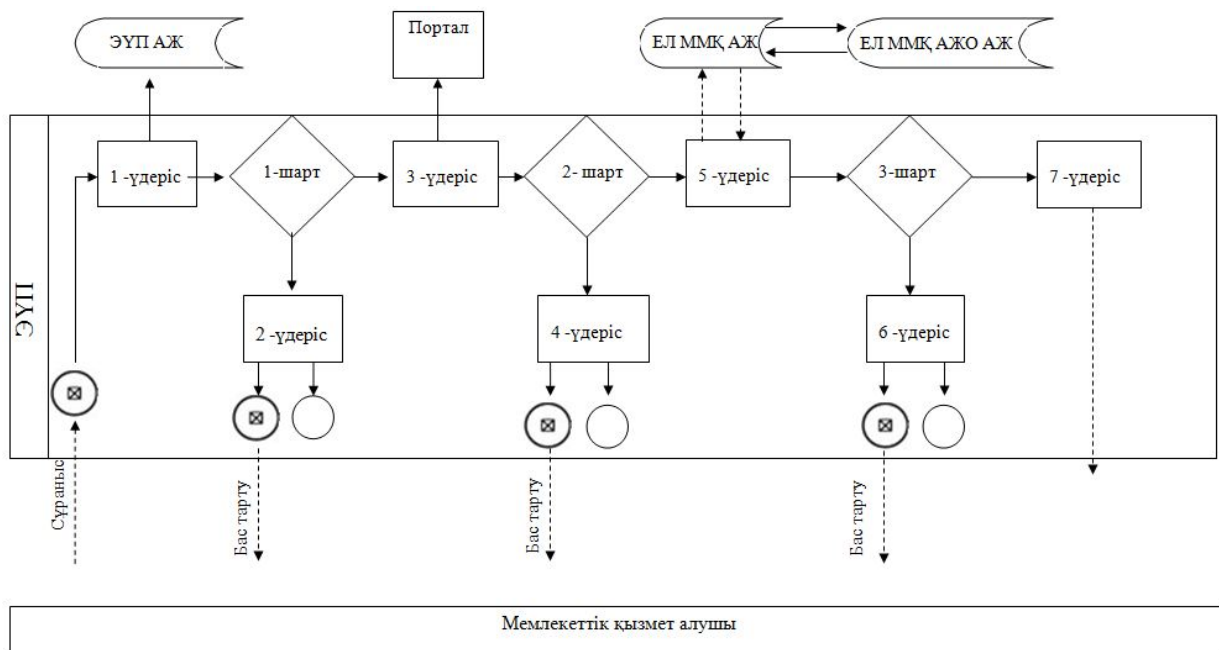 ЭҮП АЖ
Портал
ЕЛ ММҚ АЖ
ЕЛ ММҚ АЖО АЖ
1 -үдеріс
1-шарт
3 -үдеріс
2- шарт
5 -үдеріс
3-шарт
7 -үдеріс
ЭҮП
2 -үдеріс
4 -үдеріс
6 -үдеріс
Сұраныс
Бас тарту
Бас тарту
Бас тарту
Мемлекеттік қызмет алушы